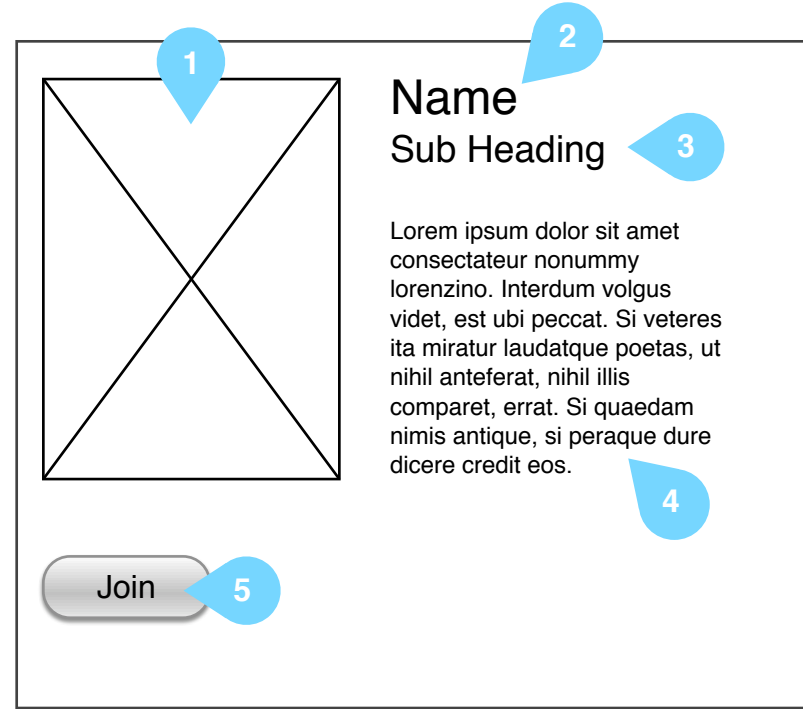 1
2
Name
Sub Heading
3
Lorem ipsum dolor sit amet
consectateur nonummy
lorenzino. Interdum volgus
videt, est ubi peccat. Si veteres
ita miratur laudatque poetas, ut
nihil anteferat, nihil illis
comparet, errat. Si quaedam
nimis antique, si peraque dure
dicere credit eos.
4
Join
5